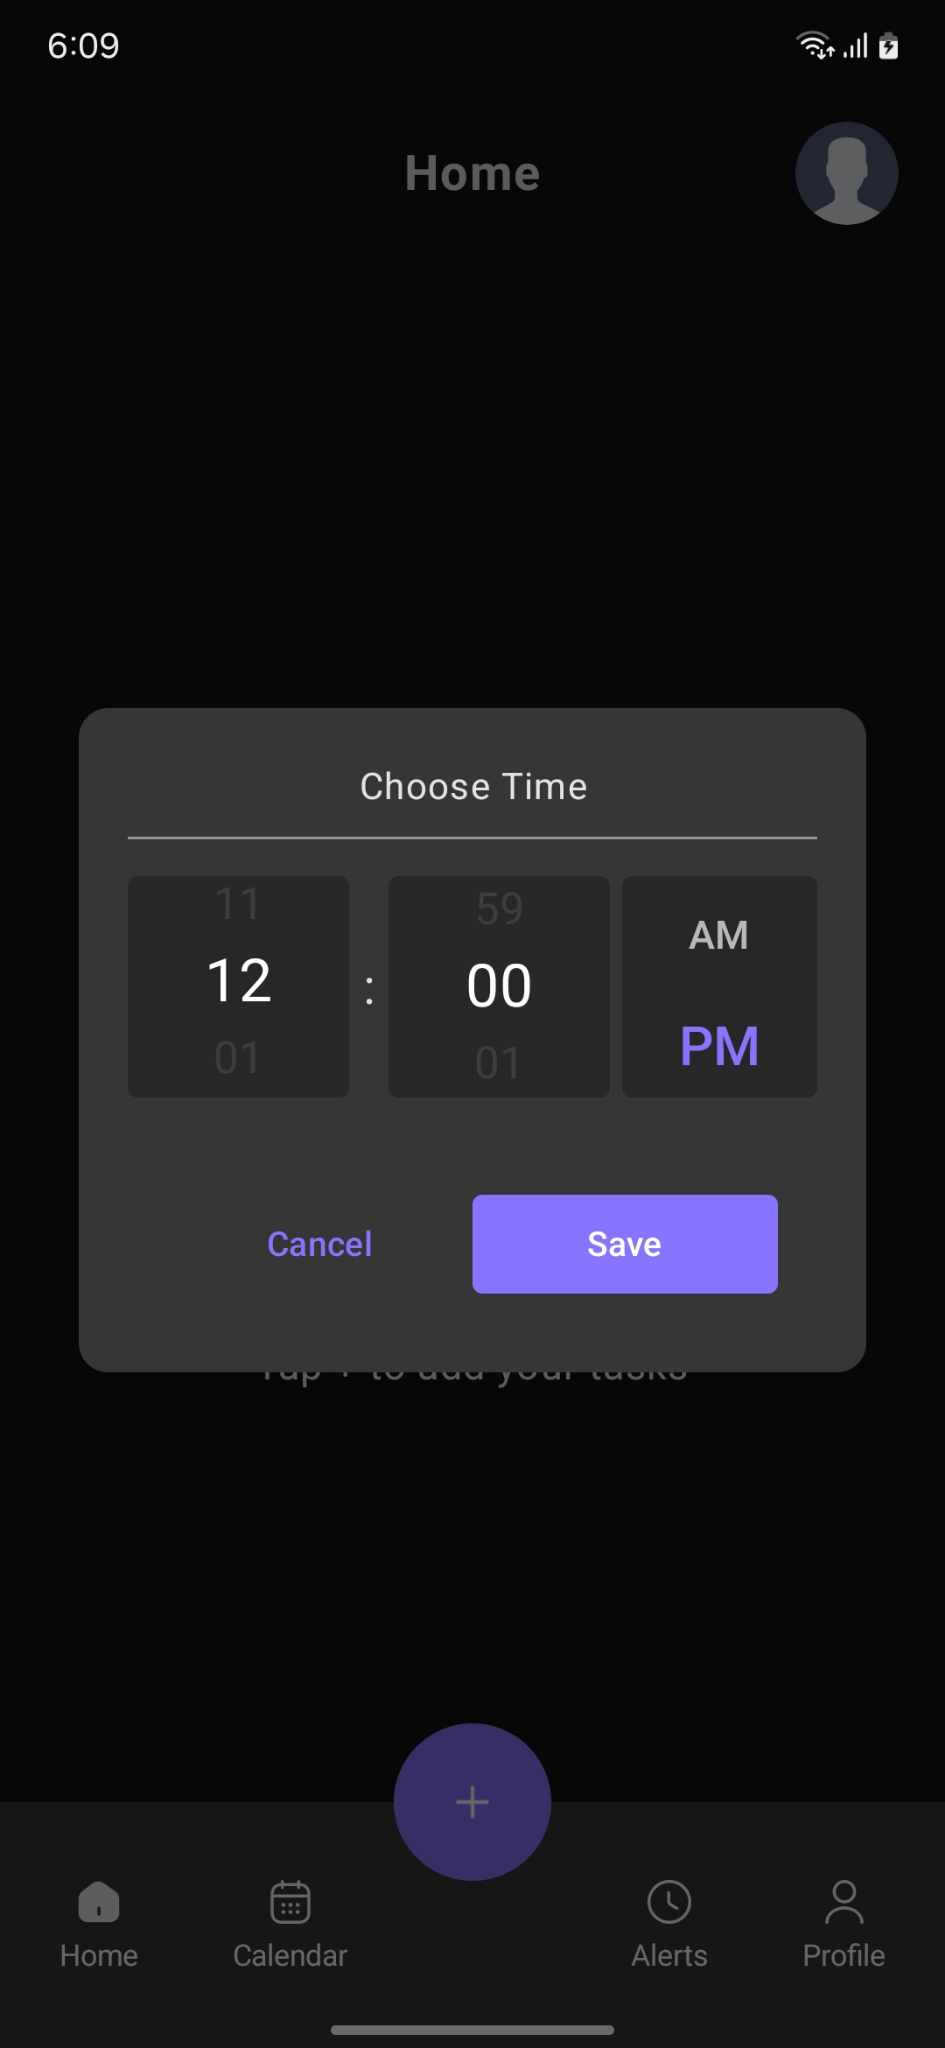 6:09
Home
Choose Time
11 59
AM
12 : 00
PM
01 01
Cancel Save
Tap + to add your tasks
Home Calendar Alerts Profile